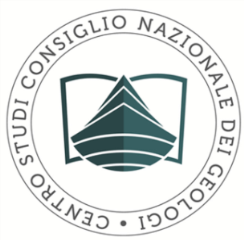 CENTRO STUDI CONSIGLIO NAZIONALE DEI GEOLOGI •